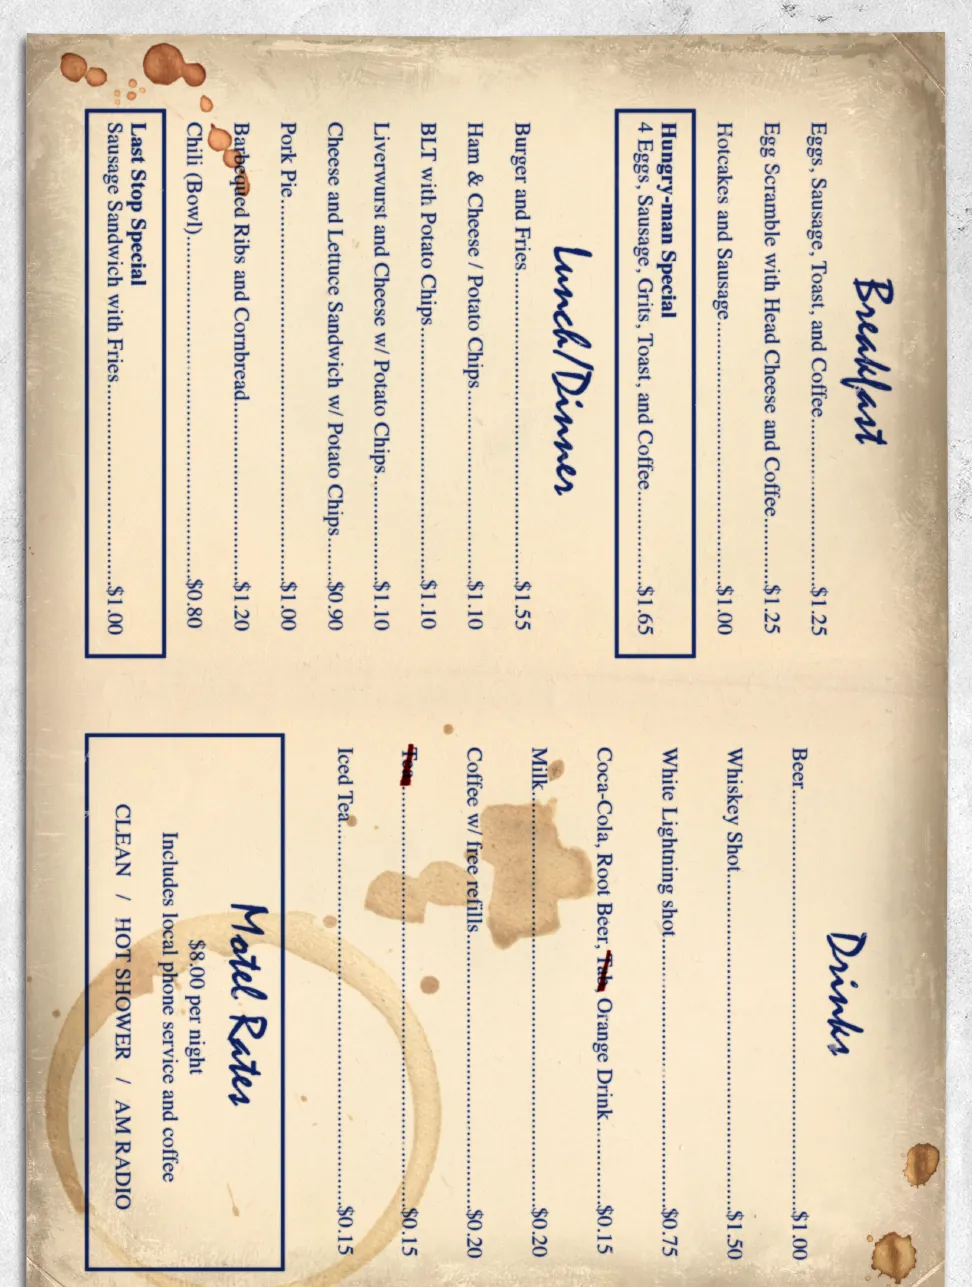 Breakfast
Eggs, Sausage, Toast, and Coffee..................$1.25
Egg Scramble with Head Cheese and Coffee..........$1.25
Hotcakes and Sausage..............................$1.00
Hungry-man Special
4 Eggs, Sausage, Grits, Toast, and Coffee.............$1.65
Lunch/Dinner
Burger and Fries..................................$1.55
Ham & Cheese / Potato Chips.......................$1.10
BLT with Potato Chips.............................$1.10
Liverwurst and Cheese w/ Potato Chips.............$1.10
Cheese and Lettuce Sandwich w/ Potato Chips.......$0.90
Pork Pie..........................................$1.00
Barbequed Ribs and Cornbread......................$1.20
Chili (Bowl)......................................$0.80
Last Stop Special
Sausage Sandwich with Fries.......................$1.00
Drinks
Beer..............................................$1.00
Whiskey Shot......................................$1.50
White Lightning shot..............................$0.75
Coca-Cola, Root Beer, Tab, Orange Drink...........$0.15
Milk..............................................$0.20
Coffee w/ free refills............................$0.20
Tea...............................................$0.15
Iced Tea..........................................$0.15
Motel Rates
$8.00 per night
Includes local phone service and coffee
CLEAN / HOT SHOWER / AM RADIO